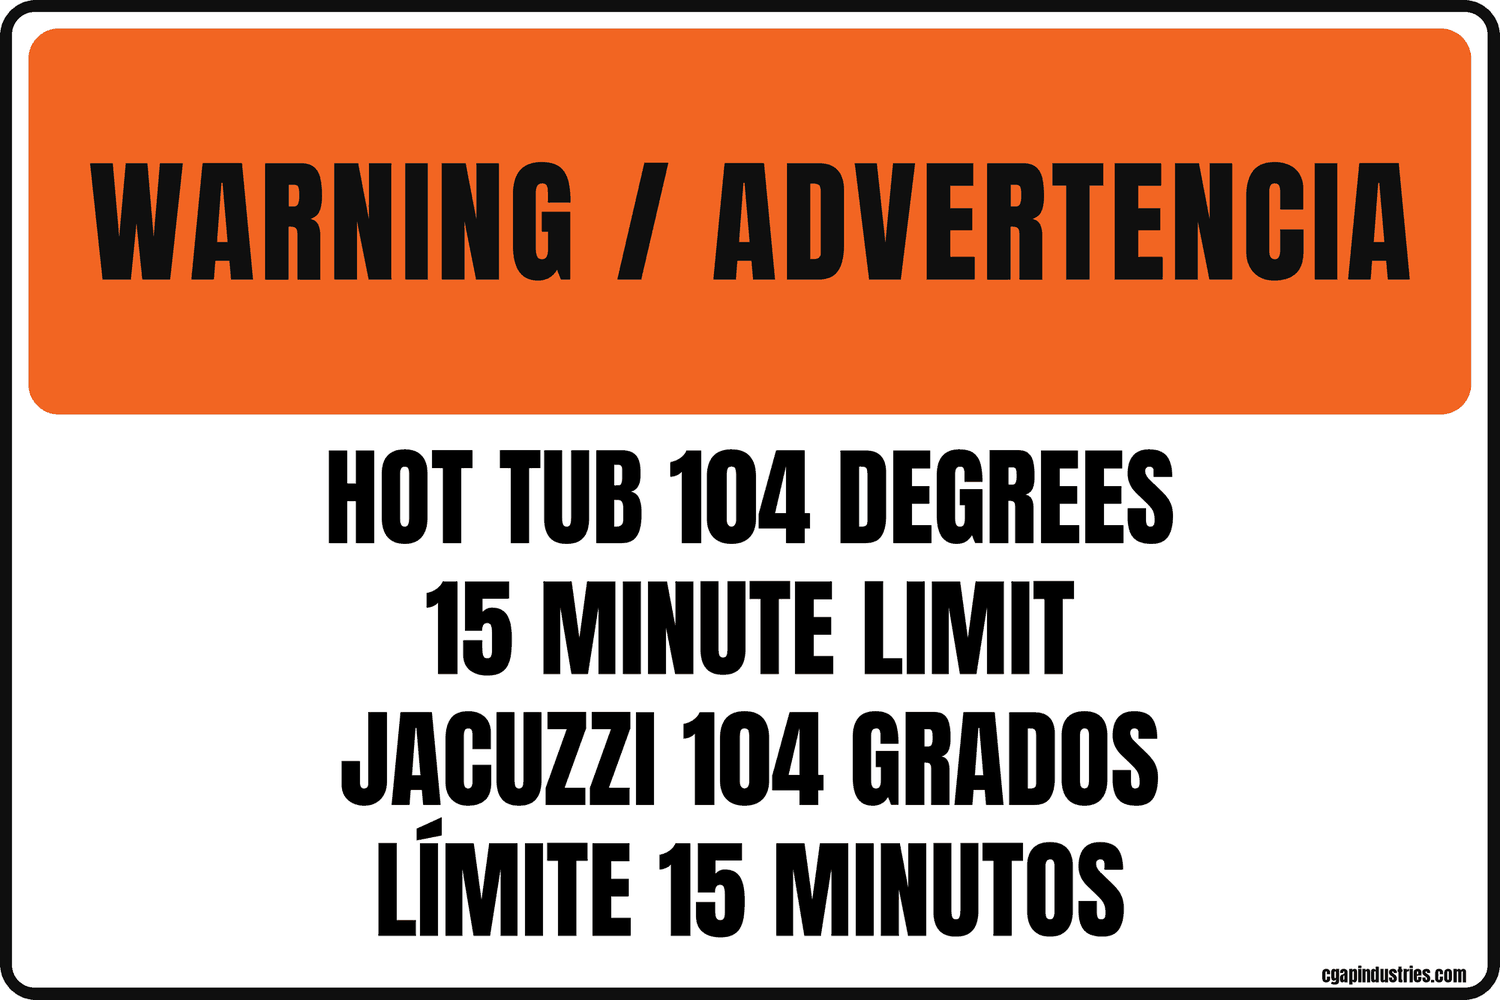 WARNING / ADVERTENCIA
HOT TUB 104 DEGREES
15 MINUTE LIMIT
JACUZZI 104 GRADOS
LÍMITE 15 MINUTOS
cgapindustries.com